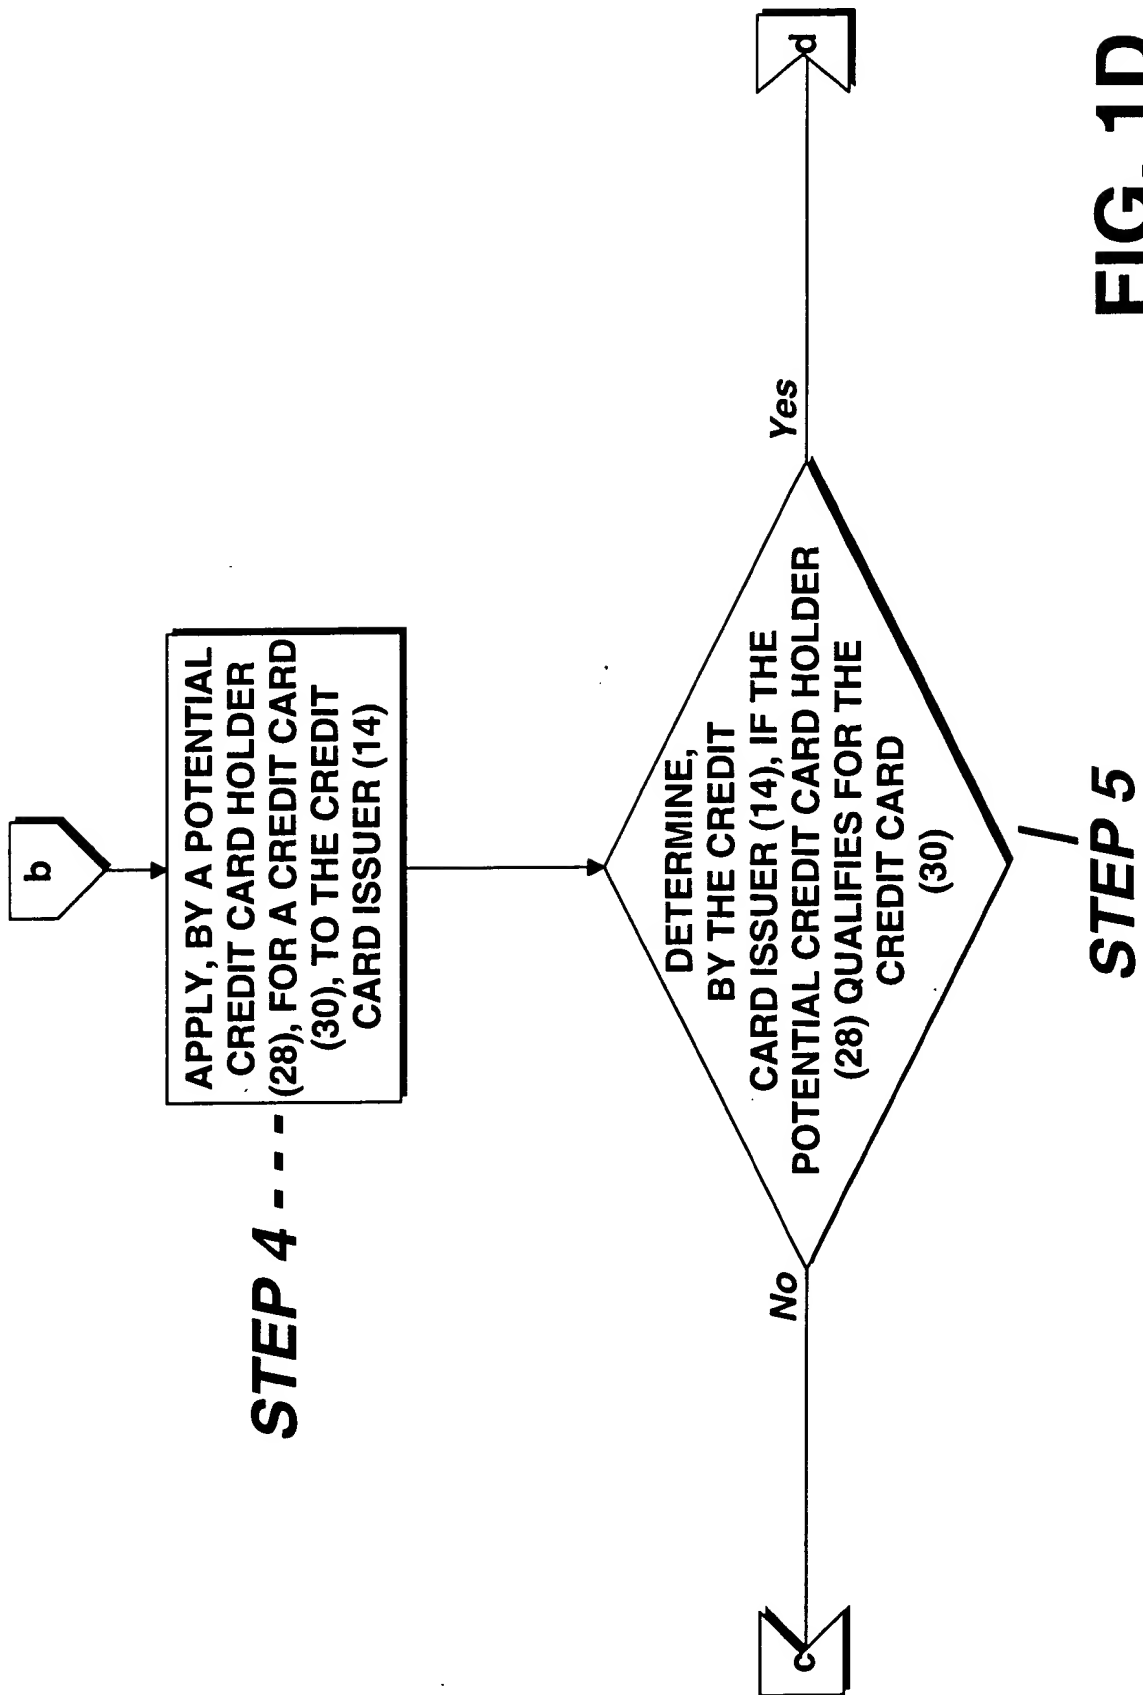 b
STEP 4 - - -
APPLY, BY A POTENTIAL
CREDIT CARD HOLDER
(28), FOR A CREDIT CARD
(30), TO THE CREDIT
CARD ISSUER (14)
DETERMINE,
BY THE CREDIT
CARD ISSUER (14), IF THE
POTENTIAL CREDIT CARD HOLDER
(28) QUALIFIES FOR THE
CREDIT CARD
(30)
No
Yes
c
d
STEP 5
FIG. 1D